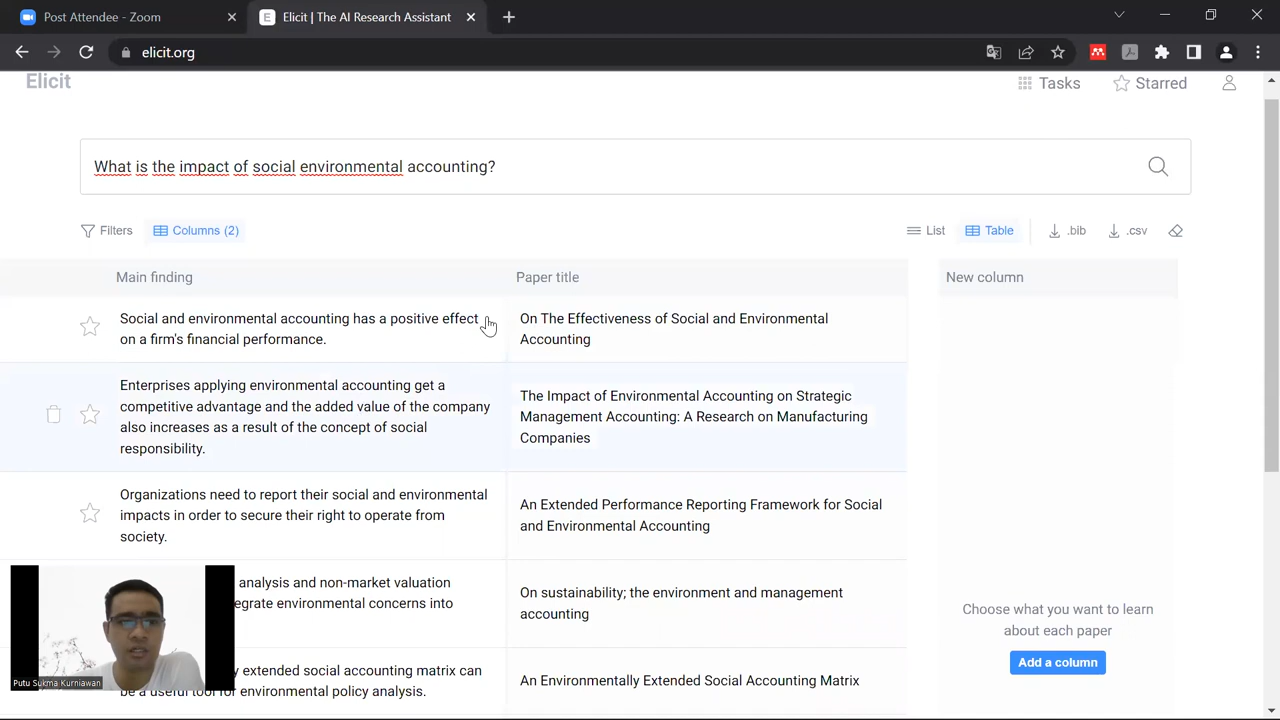 Post Attendee - Zoom
Elicit | The AI Research Assistant
elicit.org
Elicit
Tasks
Starred
What is the impact of social environmental accounting?
Filters
Columns (2)
List
Table
.bib
.csv
Main finding
Paper title
New column
Social and environmental accounting has a positive effect
on a firm's financial performance.
On The Effectiveness of Social and Environmental
Accounting
Enterprises applying environmental accounting get a
competitive advantage and the added value of the company
also increases as a result of the concept of social
responsibility.
The Impact of Environmental Accounting on Strategic
Management Accounting: A Research on Manufacturing
Companies
Organizations need to report their social and environmental
impacts in order to secure their right to operate from
society.
An Extended Performance Reporting Framework for Social
and Environmental Accounting
analysis and non-market valuation
egrate environmental concerns into
On sustainability; the environment and management
accounting
y extended social accounting matrix can
be a useful tool for environmental policy analysis.
An Environmentally Extended Social Accounting Matrix
Choose what you want to learn
about each paper
Add a column
Putu Sukma Kurniawan